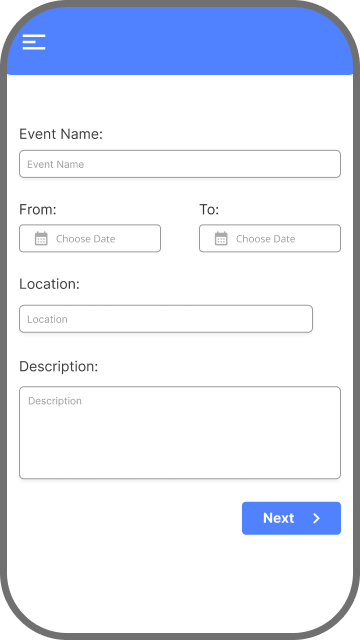 Event Name:
Event Name
From: To:
Choose Date Choose Date
Location:
Location
Description:
Description
Next